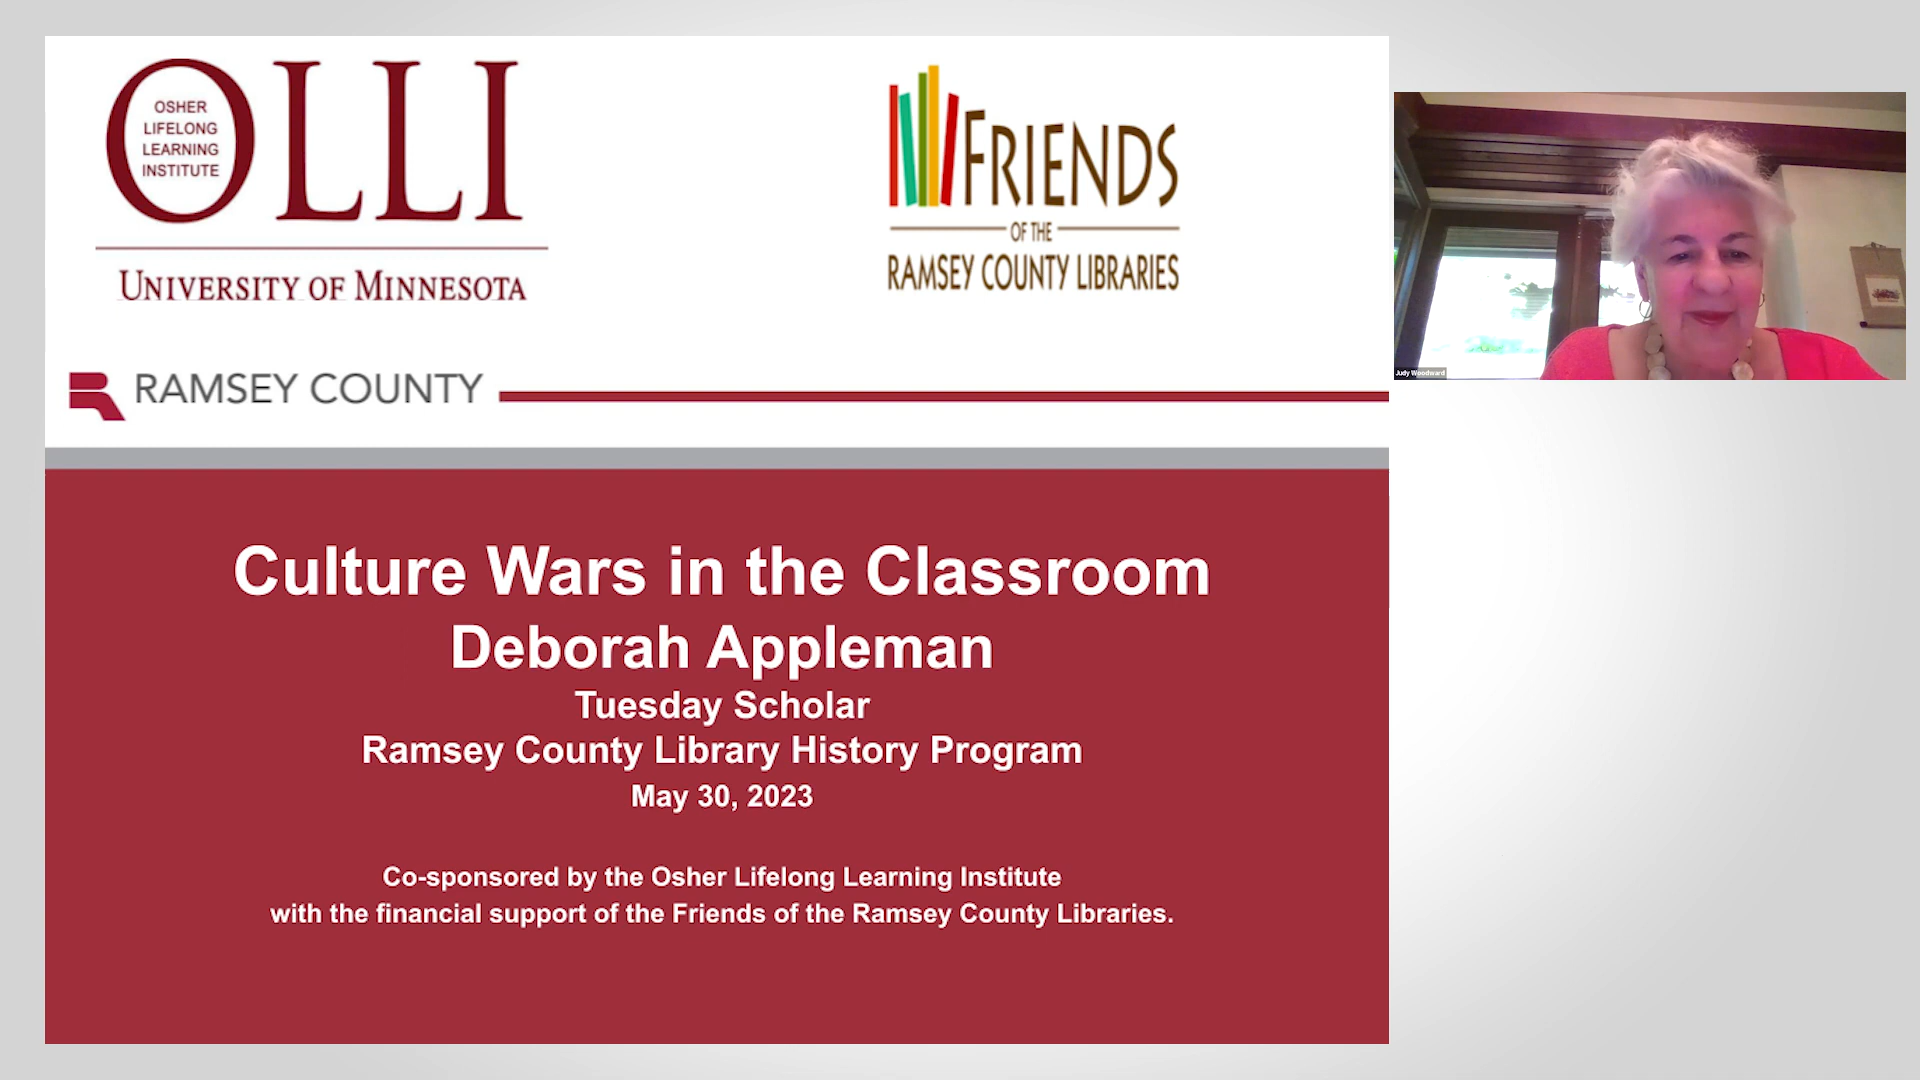 OLLI
OSHER
LIFELONG
LEARNING
INSTITUTE
UNIVERSITY OF MINNESOTA
FRIENDS
OF THE
RAMSEY COUNTY LIBRARIES
RAMSEY COUNTY
Culture Wars in the Classroom
Deborah Appleman
Tuesday Scholar
Ramsey County Library History Program
May 30, 2023
Co-sponsored by the Osher Lifelong Learning Institute
with the financial support of the Friends of the Ramsey County Libraries.
Judy Woodward